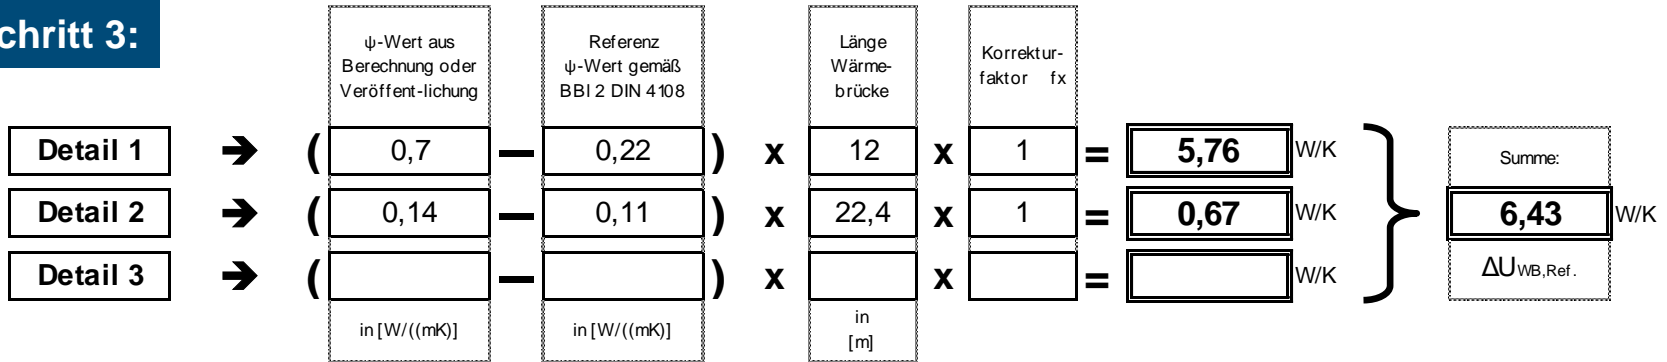 chritt 3:
ψ-Wert aus
Berechnung oder
Veröffent-lichung
Referenz
ψ-Wert gemäß
BBl 2 DIN 4108
Länge
Wärme-
brücke
Korrektur-
faktor fx
Detail 1 ➔ ( 0,7 — 0,22 ) x 12 x 1 = 5,76 W/K
Detail 2 ➔ ( 0,14 — 0,11 ) x 22,4 x 1 = 0,67 W/K
Detail 3 ➔ ( — ) x x = W/K
Summe:
6,43 W/K
ΔU WB,Ref.
in [W/((mK)]
in [W/((mK)]
in
[m]